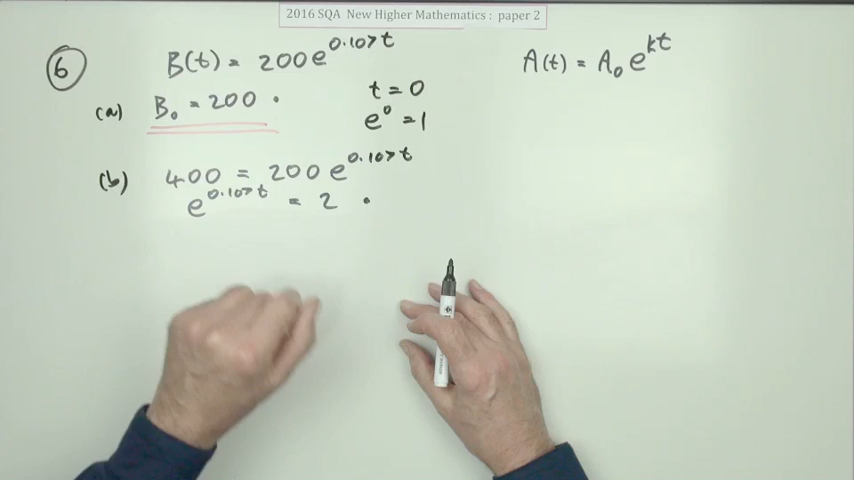 2016 SQA New Higher Mathematics : paper 2
6 B(t) = 200e^0.107t
A(t) = A₀e^kt
(a) B₀ = 200 .
t = 0
e⁰ = 1
(b) 400 = 200e^0.107t
e^0.107t = 2 .